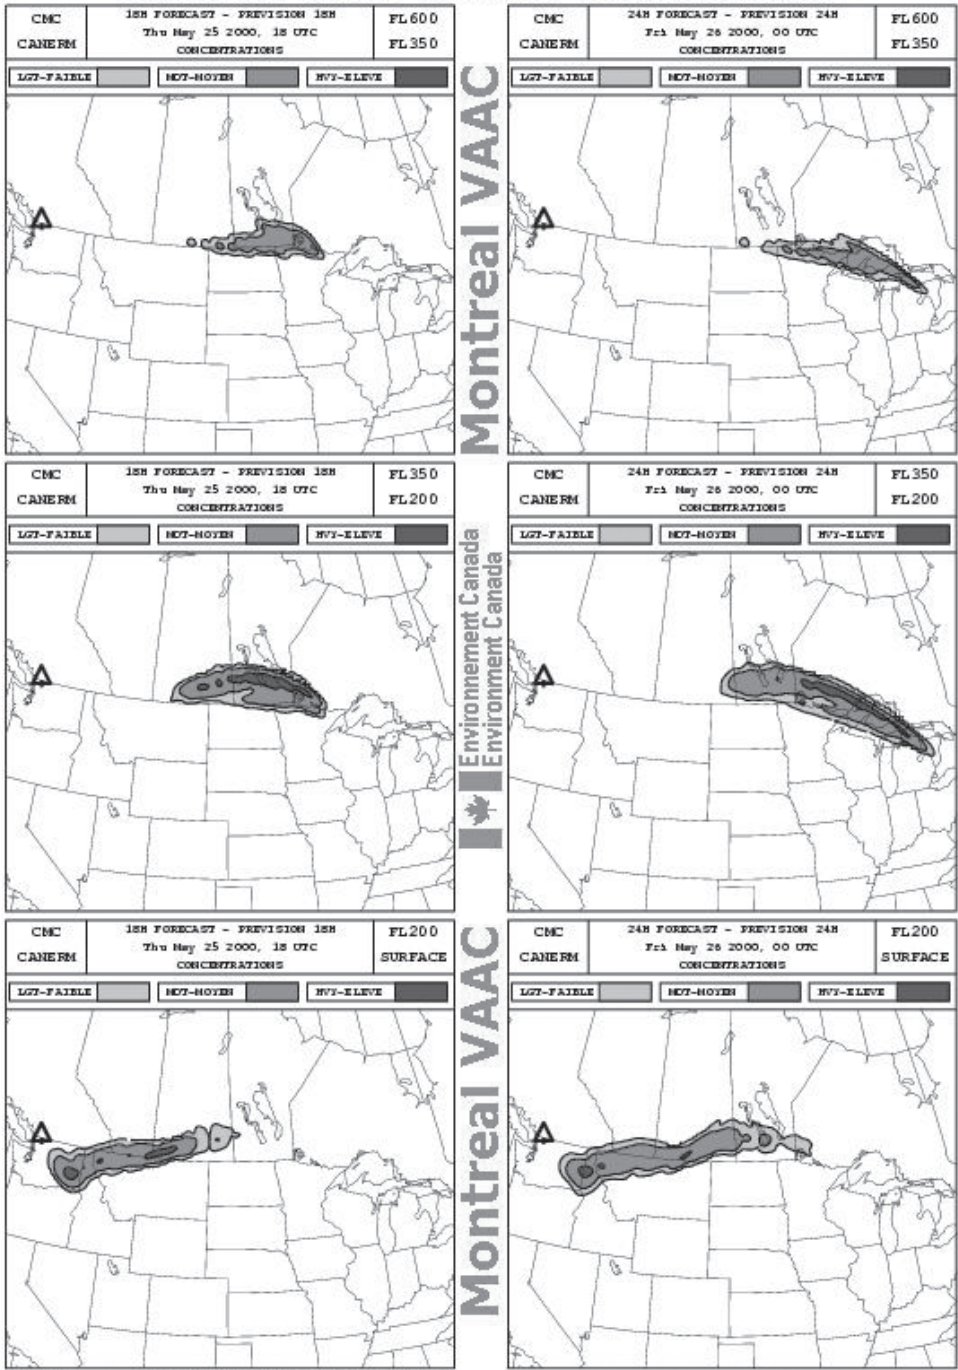 CMC
CANERM
18H FORECAST - PREVISION 18H
Thu May 25 2000, 18 UTC
CONCENTRATIONS
FL600
FL350
LGT-FAIBLE
MDT-MOYEN
HVY-ELEVE
CMC
CANERM
24H FORECAST - PREVISION 24H
Fri May 26 2000, 00 UTC
CONCENTRATIONS
FL600
FL350
LGT-FAIBLE
MDT-MOYEN
HVY-ELEVE
Montreal VAAC
CMC
CANERM
18H FORECAST - PREVISION 18H
Thu May 25 2000, 18 UTC
CONCENTRATIONS
FL350
FL200
LGT-FAIBLE
MDT-MOYEN
HVY-ELEVE
CMC
CANERM
24H FORECAST - PREVISION 24H
Fri May 26 2000, 00 UTC
CONCENTRATIONS
FL350
FL200
LGT-FAIBLE
MDT-MOYEN
HVY-ELEVE
Environnement Canada
Environment Canada
CMC
CANERM
18H FORECAST - PREVISION 18H
Thu May 25 2000, 18 UTC
CONCENTRATIONS
FL200
SURFACE
LGT-FAIBLE
MDT-MOYEN
HVY-ELEVE
CMC
CANERM
24H FORECAST - PREVISION 24H
Fri May 26 2000, 00 UTC
CONCENTRATIONS
FL200
SURFACE
LGT-FAIBLE
MDT-MOYEN
HVY-ELEVE
Montreal VAAC